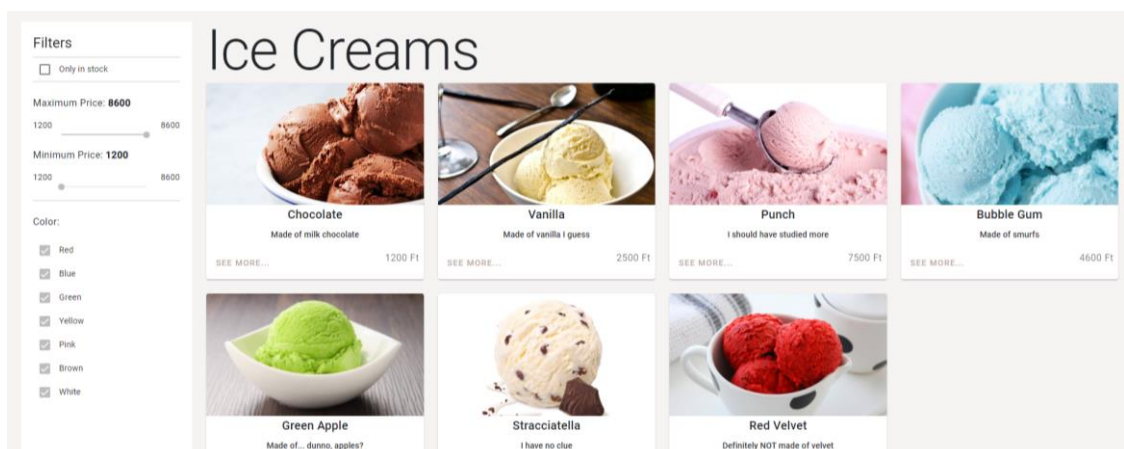 Filters
Only in stock
Maximum Price: 8600
1200 8600
Minimum Price: 1200
1200 8600
Color:
Red
Blue
Green
Yellow
Pink
Brown
White
Ice Creams
Chocolate
Made of milk chocolate
SEE MORE... 1200 Ft
Vanilla
Made of vanilla I guess
SEE MORE... 2500 Ft
Punch
I should have studied more
SEE MORE... 7500 Ft
Bubble Gum
Made of smurfs
SEE MORE... 4600 Ft
Green Apple
Made of... dunno, apples?
Stracciatella
I have no clue
Red Velvet
Definitely NOT made of velvet